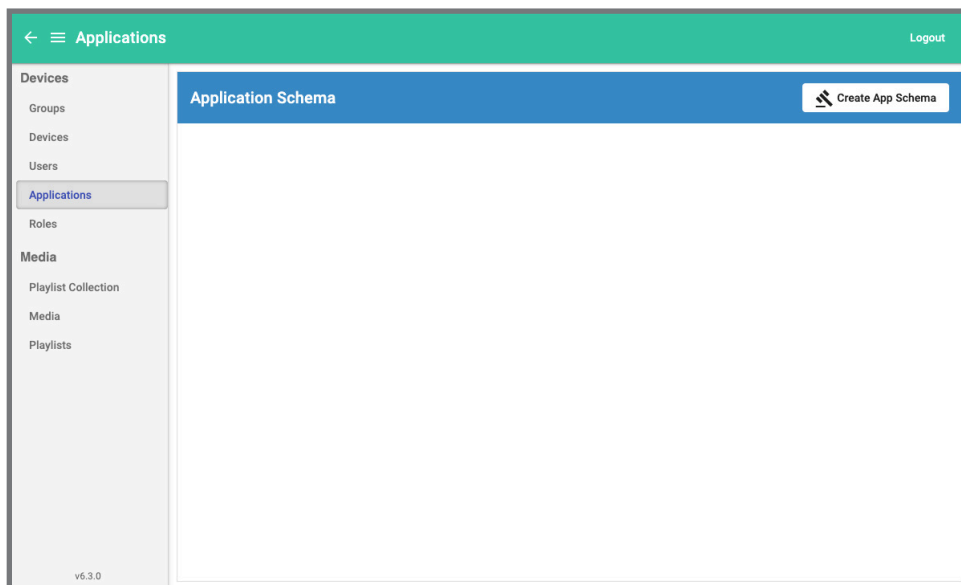 Applications
Logout
Devices
Groups
Devices
Users
Applications
Roles
Media
Playlist Collection
Media
Playlists
v6.3.0
Application Schema
Create App Schema